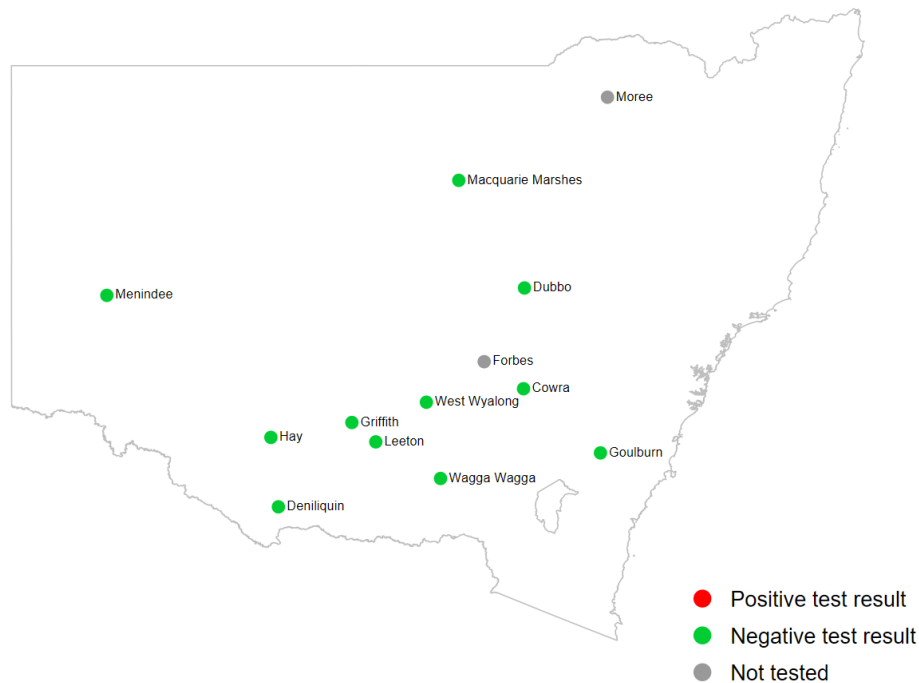 Moree
Macquarie Marshes
Dubbo
Menindee
Forbes
Cowra
West Wyalong
Griffith
Hay
Leeton
Goulburn
Wagga Wagga
Deniliquin
Positive test result
Negative test result
Not tested